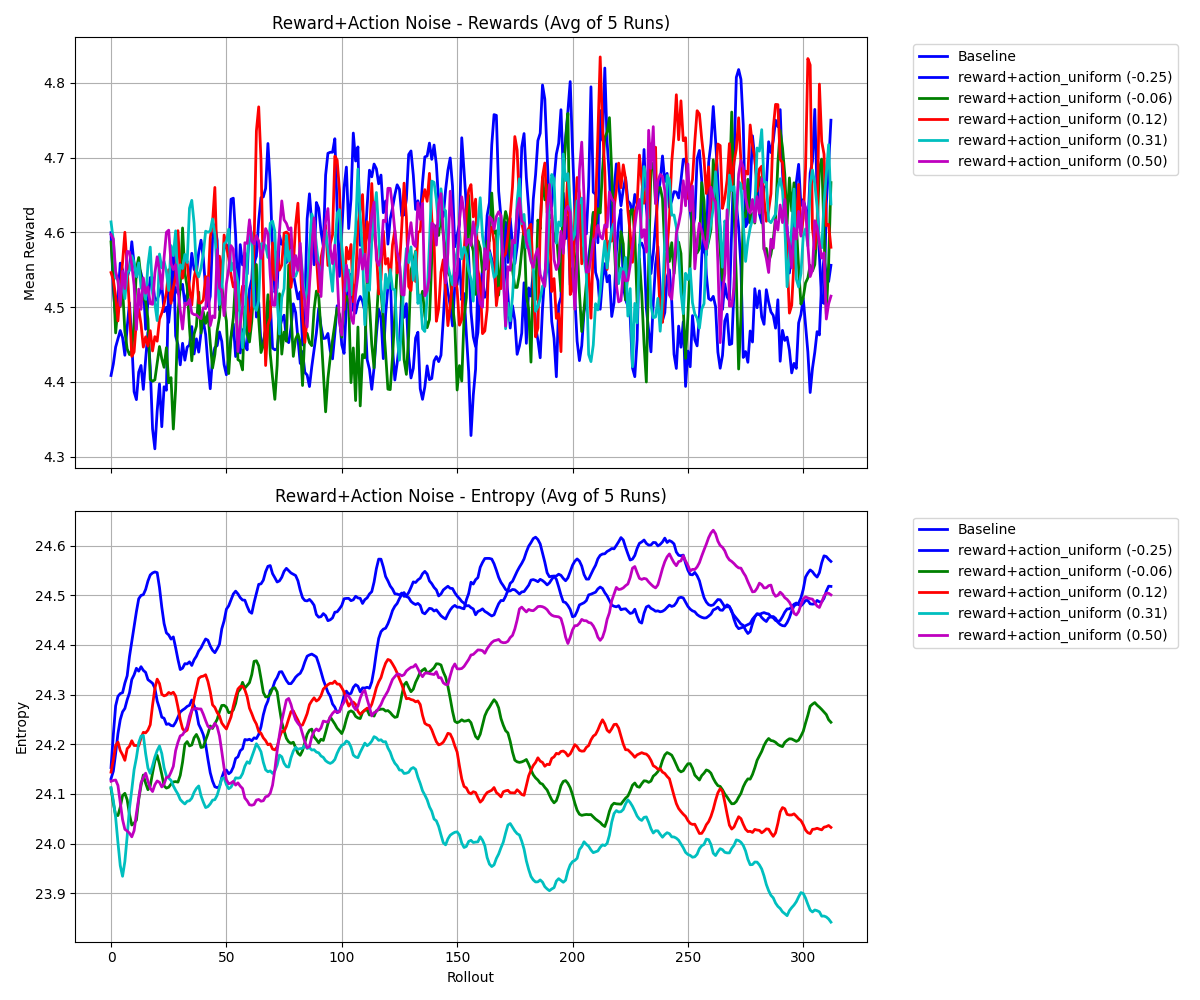 Reward+Action Noise - Rewards (Avg of 5 Runs)
Mean Reward
4.8
4.7
4.6
4.5
4.4
4.3
Baseline
reward+action_uniform (-0.25)
reward+action_uniform (-0.06)
reward+action_uniform (0.12)
reward+action_uniform (0.31)
reward+action_uniform (0.50)
Reward+Action Noise - Entropy (Avg of 5 Runs)
Entropy
24.6
24.5
24.4
24.3
24.2
24.1
24.0
23.9
0 50 100 150 200 250 300
Rollout
Baseline
reward+action_uniform (-0.25)
reward+action_uniform (-0.06)
reward+action_uniform (0.12)
reward+action_uniform (0.31)
reward+action_uniform (0.50)